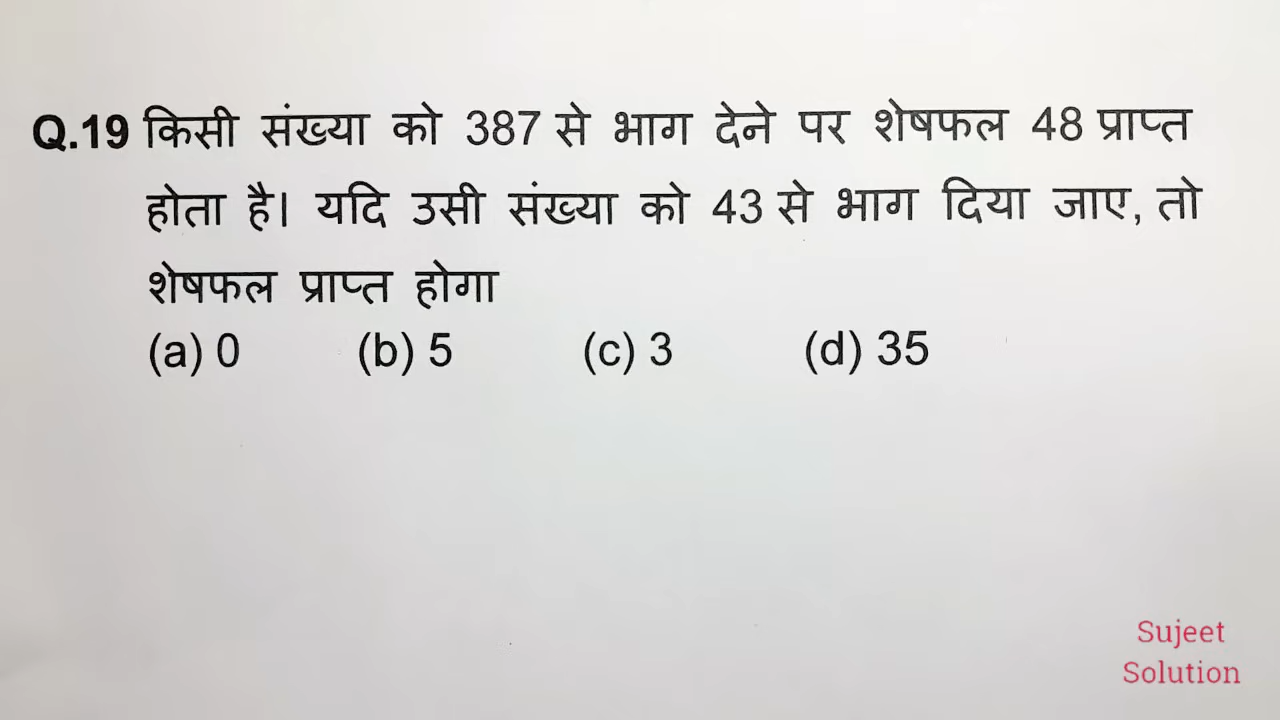 Q.19 किसी संख्या को 387 से भाग देने पर शेषफल 48 प्राप्त
होता है। यदि उसी संख्या को 43 से भाग दिया जाए, तो
शेषफल प्राप्त होगा
(a) 0 (b) 5 (c) 3 (d) 35
Sujeet
Solution